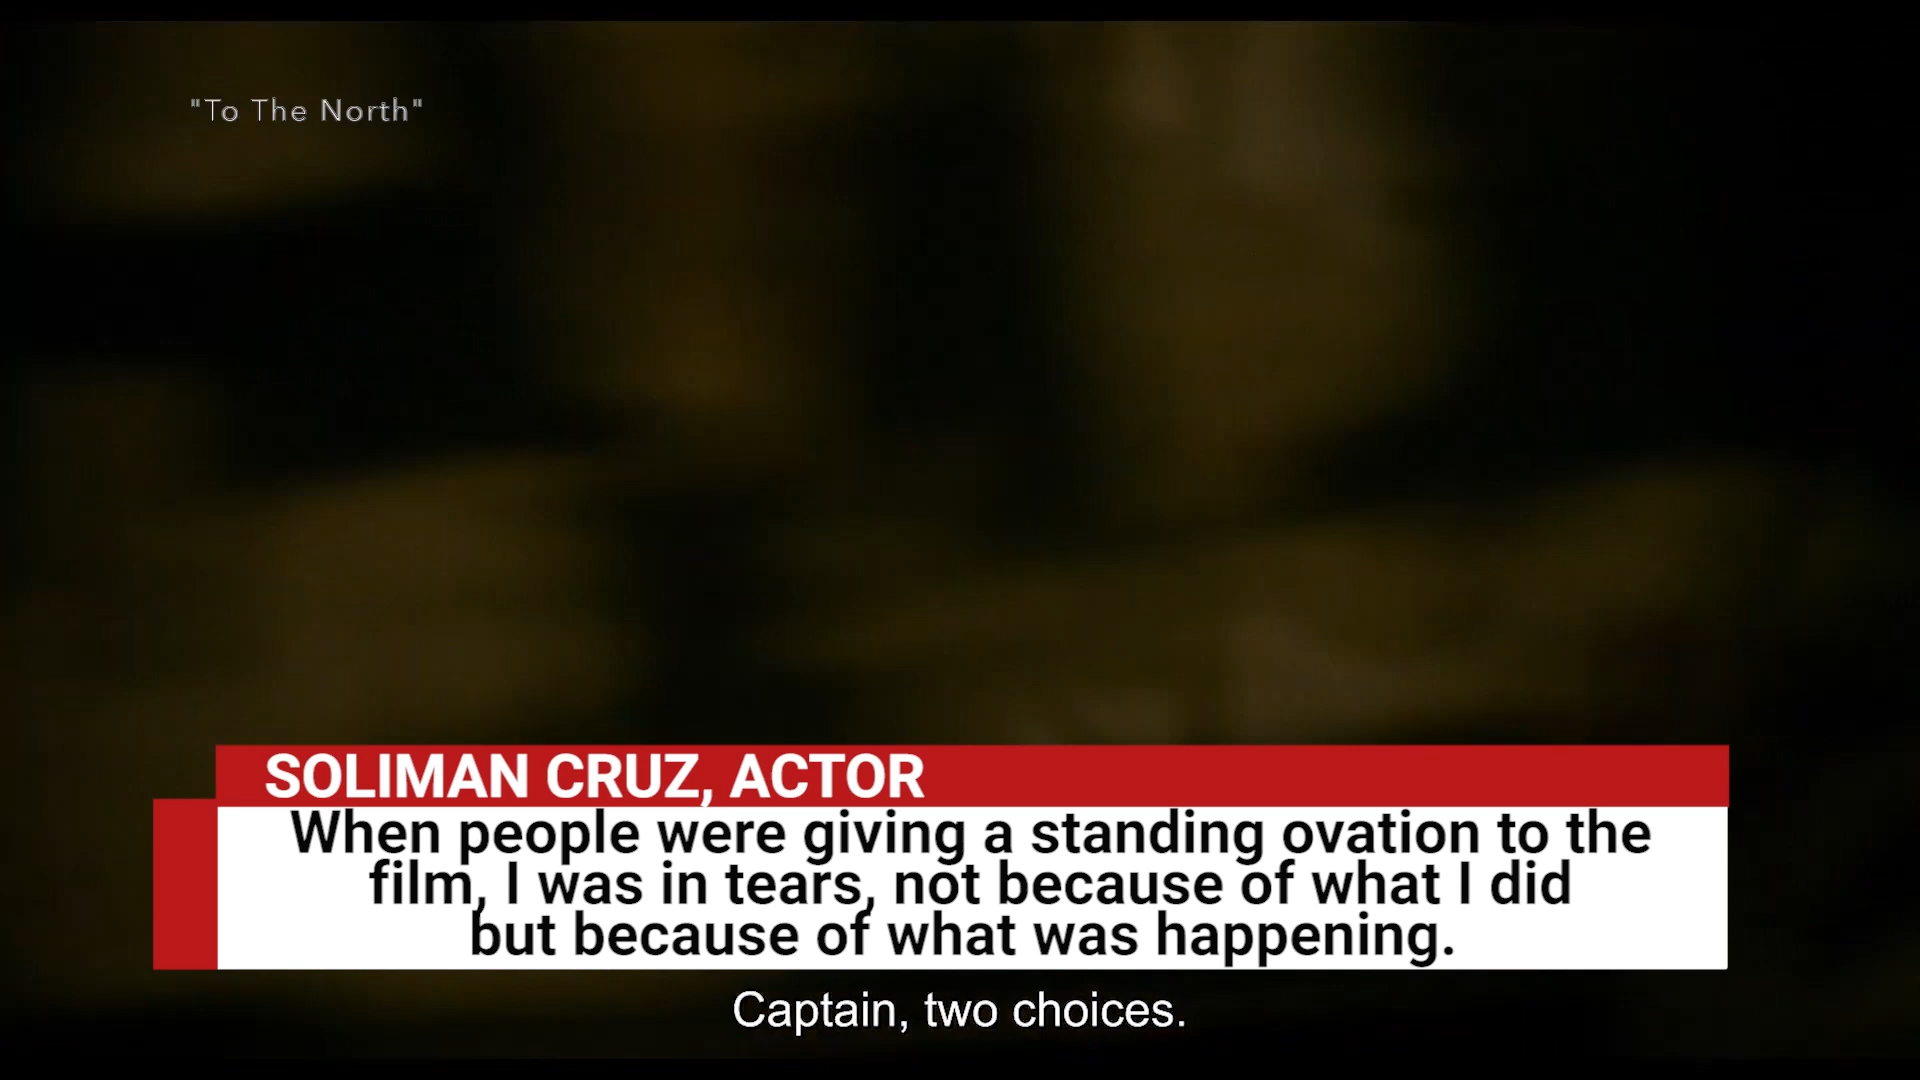 "To The North"
SOLIMAN CRUZ, ACTOR
When people were giving a standing ovation to the
film, I was in tears, not because of what I did
but because of what was happening.
Captain, two choices.